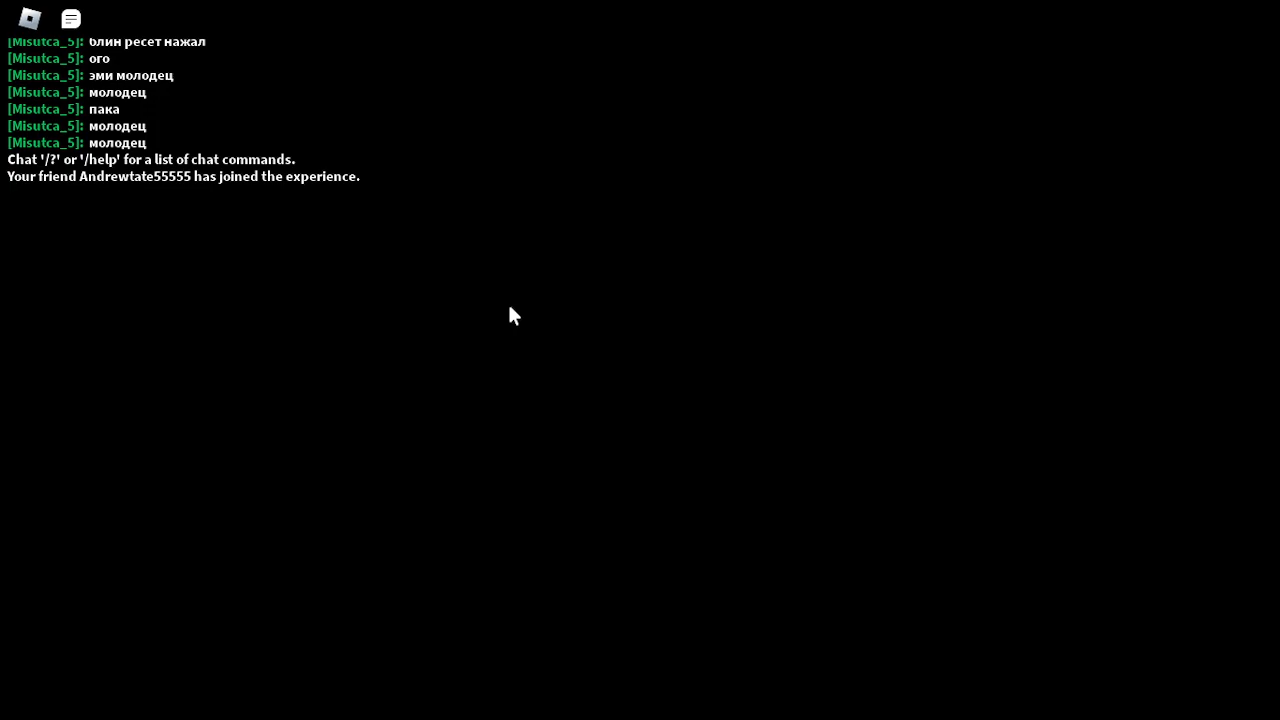 [Misutca_5]: блин ресет нажал
[Misutca_5]: ого
[Misutca_5]: эми молодец
[Misutca_5]: молодец
[Misutca_5]: пака
[Misutca_5]: молодец
[Misutca_5]: молодец
Chat '/?' or '/help' for a list of chat commands.
Your friend Andrewtate55555 has joined the experience.